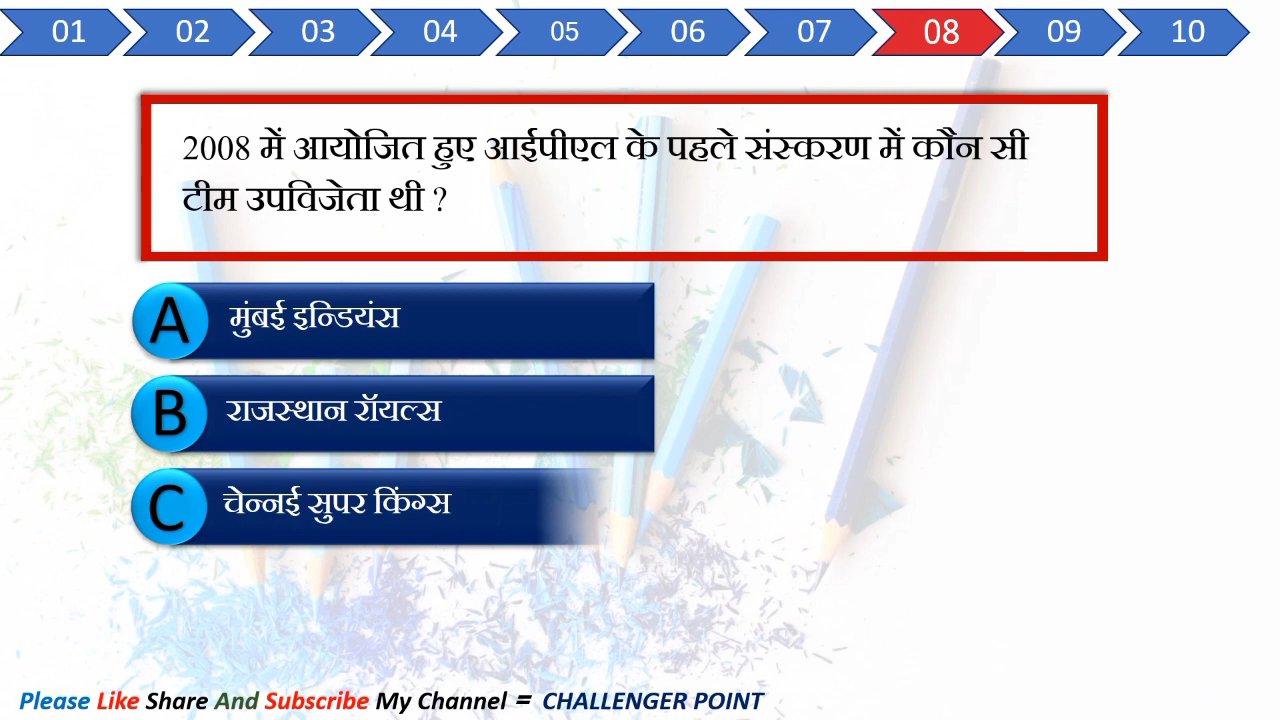 01 02 03 04 05 06 07 08 09 10
2008 में आयोजित हुए आईपीएल के पहले संस्करण में कौन सी
टीम उपविजेता थी ?
A मुंबई इन्डियंस
B राजस्थान रॉयल्स
C चेन्नई सुपर किंग्स
Please Like Share And Subscribe My Channel = CHALLENGER POINT